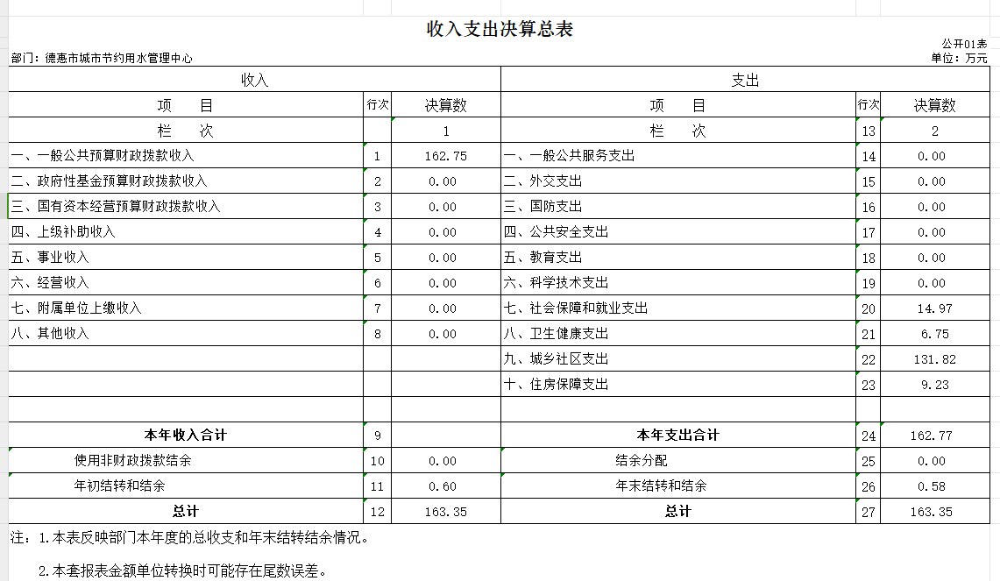 收入支出决算总表
公开01表
部门：德惠市城市节约用水管理中心 单位：万元
收入 支出
项 目 行次 决算数 项 目 行次 决算数
栏 次 1 栏 次 13 2
一、一般公共预算财政拨款收入 1 162.75 一、一般公共服务支出 14 0.00
二、政府性基金预算财政拨款收入 2 0.00 二、外交支出 15 0.00
三、国有资本经营预算财政拨款收入 3 0.00 三、国防支出 16 0.00
四、上级补助收入 4 0.00 四、公共安全支出 17 0.00
五、事业收入 5 0.00 五、教育支出 18 0.00
六、经营收入 6 0.00 六、科学技术支出 19 0.00
七、附属单位上缴收入 7 0.00 七、社会保障和就业支出 20 14.97
八、其他收入 8 0.00 八、卫生健康支出 21 6.75
九、城乡社区支出 22 131.82
十、住房保障支出 23 9.23
本年收入合计 9 本年支出合计 24 162.77
使用非财政拨款结余 10 0.00 结余分配 25 0.00
年初结转和结余 11 0.60 年末结转和结余 26 0.58
总计 12 163.35 总计 27 163.35
注：1.本表反映部门本年度的总收支和年末结转结余情况。
2.本套报表金额单位转换时可能存在尾数误差。